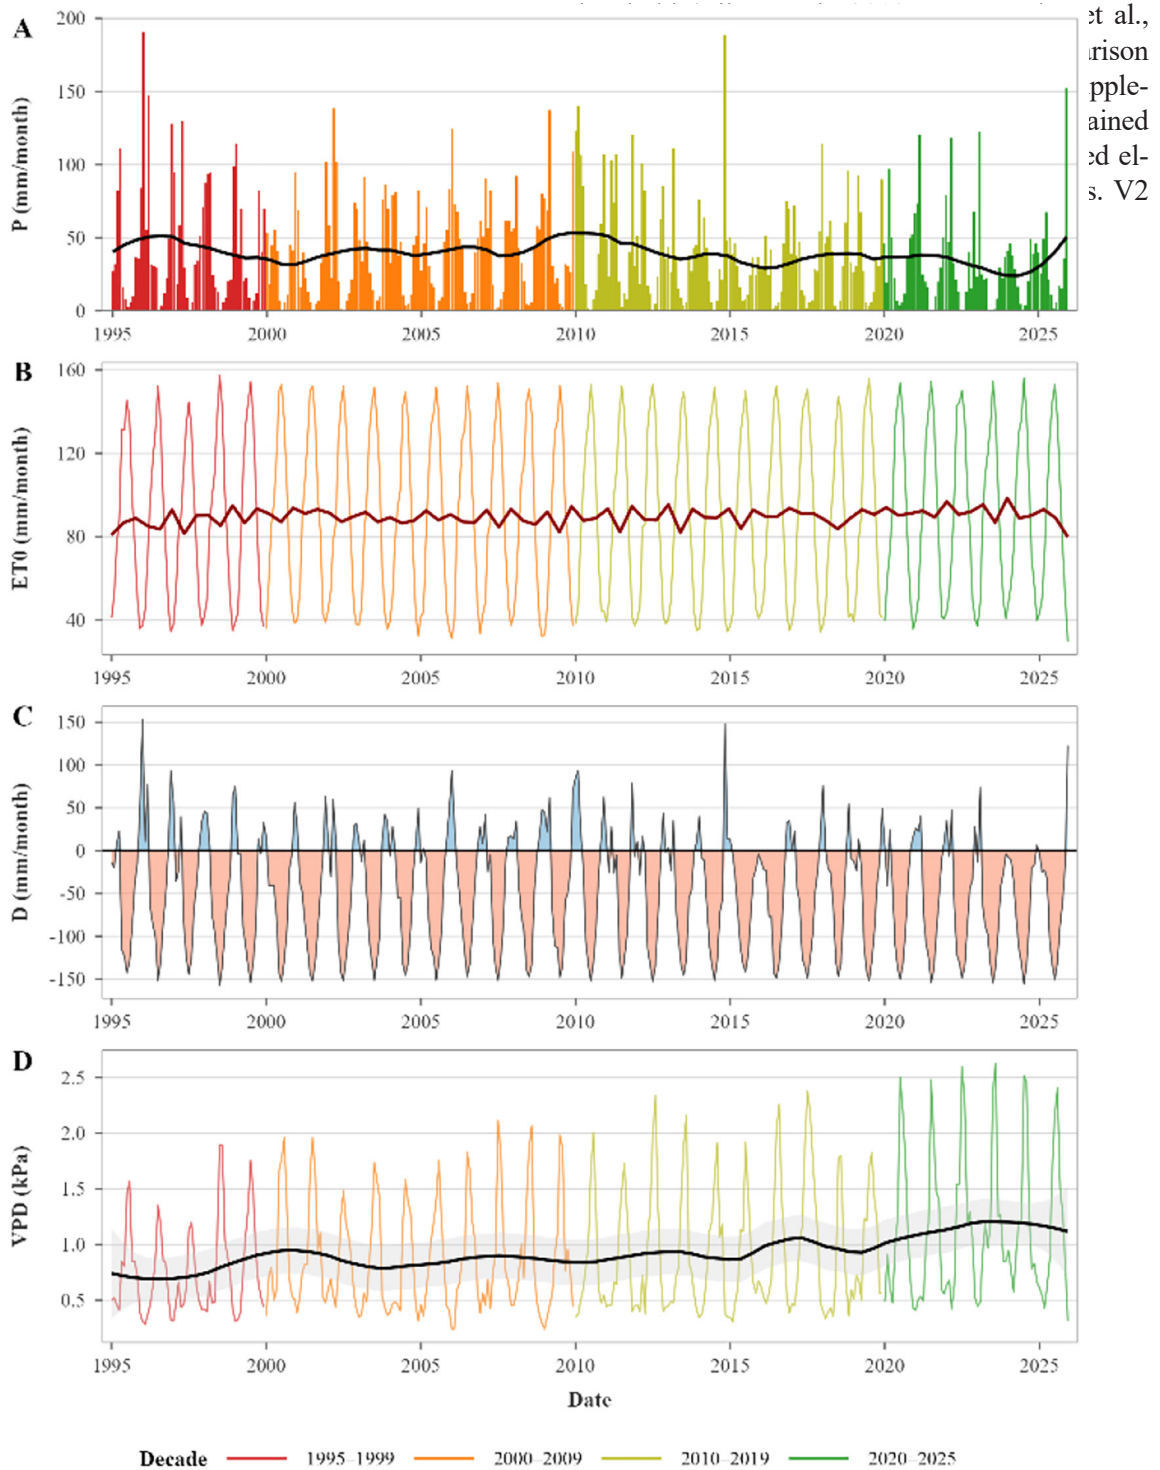 et al.,
rison
pple-
ained
ed el-
s. V2
A
P (mm/month)
200
150
100
50
0
1995 2000 2005 2010 2015 2020 2025
B
ET0 (mm/month)
160
120
80
40
1995 2000 2005 2010 2015 2020 2025
C
D (mm/month)
150
100
50
0
-50
-100
-150
1995 2000 2005 2010 2015 2020 2025
D
VPD (kPa)
2.5
2.0
1.5
1.0
0.5
1995 2000 2005 2010 2015 2020 2025
Date
Decade 1995–1999 2000–2009 2010–2019 2020–2025